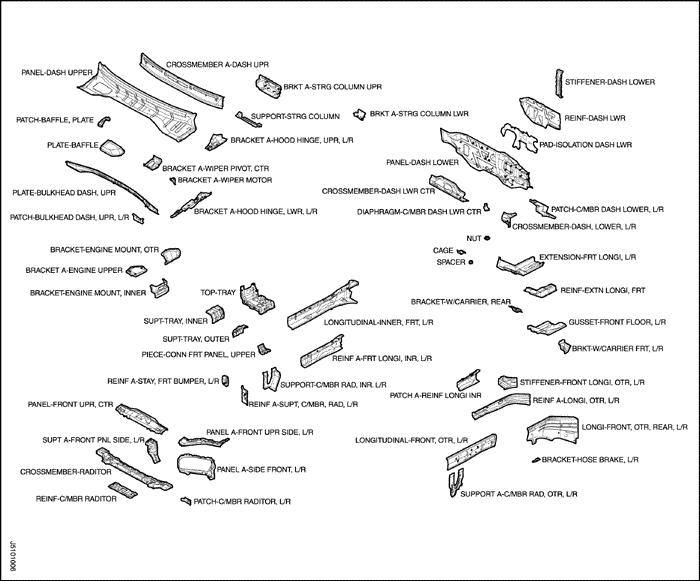 CROSSMEMBER A-DASH UPR
PANEL-DASH UPPER
BRKT A-STRG COLUMN UPR
PATCH-BAFFLE, PLATE
SUPPORT-STRG COLUMN
BRKT A-STRG COLUMN LWR
PLATE-BAFFLE
BRACKET A-HOOD HINGE, UPR, L/R
BRACKET A-WIPER PIVOT, CTR
BRACKET A-WIPER MOTOR
PLATE-BULKHEAD DASH, UPR
PATCH-BULKHEAD DASH, UPR, L/R
BRACKET A-HOOD HINGE, LWR, L/R
STIFFENER-DASH LOWER
REINF-DASH LWR
PAD-ISOLATION DASH LWR
PANEL-DASH LOWER
CROSSMEMBER-DASH LWR CTR
DIAPHRAGM-C/MBR DASH LWR CTR
PATCH-C/MBR DASH LOWER, L/R
CROSSMEMBER-DASH, LOWER, L/R
NUT
CAGE
SPACER
EXTENSION-FRT LONGI, L/R
REINF-EXTN LONGI, FRT
BRACKET-W/CARRIER, REAR
GUSSET-FRONT FLOOR, L/R
BRKT-W/CARRIER FRT, L/R
BRACKET-ENGINE MOUNT, OTR
BRACKET A-ENGINE UPPER
BRACKET-ENGINE MOUNT, INNER
TOP-TRAY
SUPT-TRAY, INNER
SUPT-TRAY, OUTER
LONGITUDINAL-INNER, FRT, L/R
PIECE-CONN FRT PANEL, UPPER
REINF A-FRT LONGI, INR, L/R
REINF A-STAY, FRT BUMPER, L/R
SUPPORT-C/MBR RAD, INR. L/R
REINF A-SUPT, C/MBR, RAD, L/R
PATCH A-REINF LONGI INR
STIFFENER-FRONT LONGI, OTR, L/R
REINF A-LONGI, OTR, L/R
LONGI-FRONT, OTR, REAR, L/R
LONGITUDINAL-FRONT, OTR, L/R
BRACKET-HOSE BRAKE, L/R
SUPPORT A-C/MBR RAD, OTR, L/R
PANEL-FRONT UPR, CTR
PANEL A-FRONT UPR SIDE, L/R
SUPT A-FRONT PNL SIDE, L/R
CROSSMEMBER-RADITOR
PANEL A-SIDE FRONT, L/R
REINF-C/MBR RADITOR
PATCH-C/MBR RADITOR, L/R
J5101006